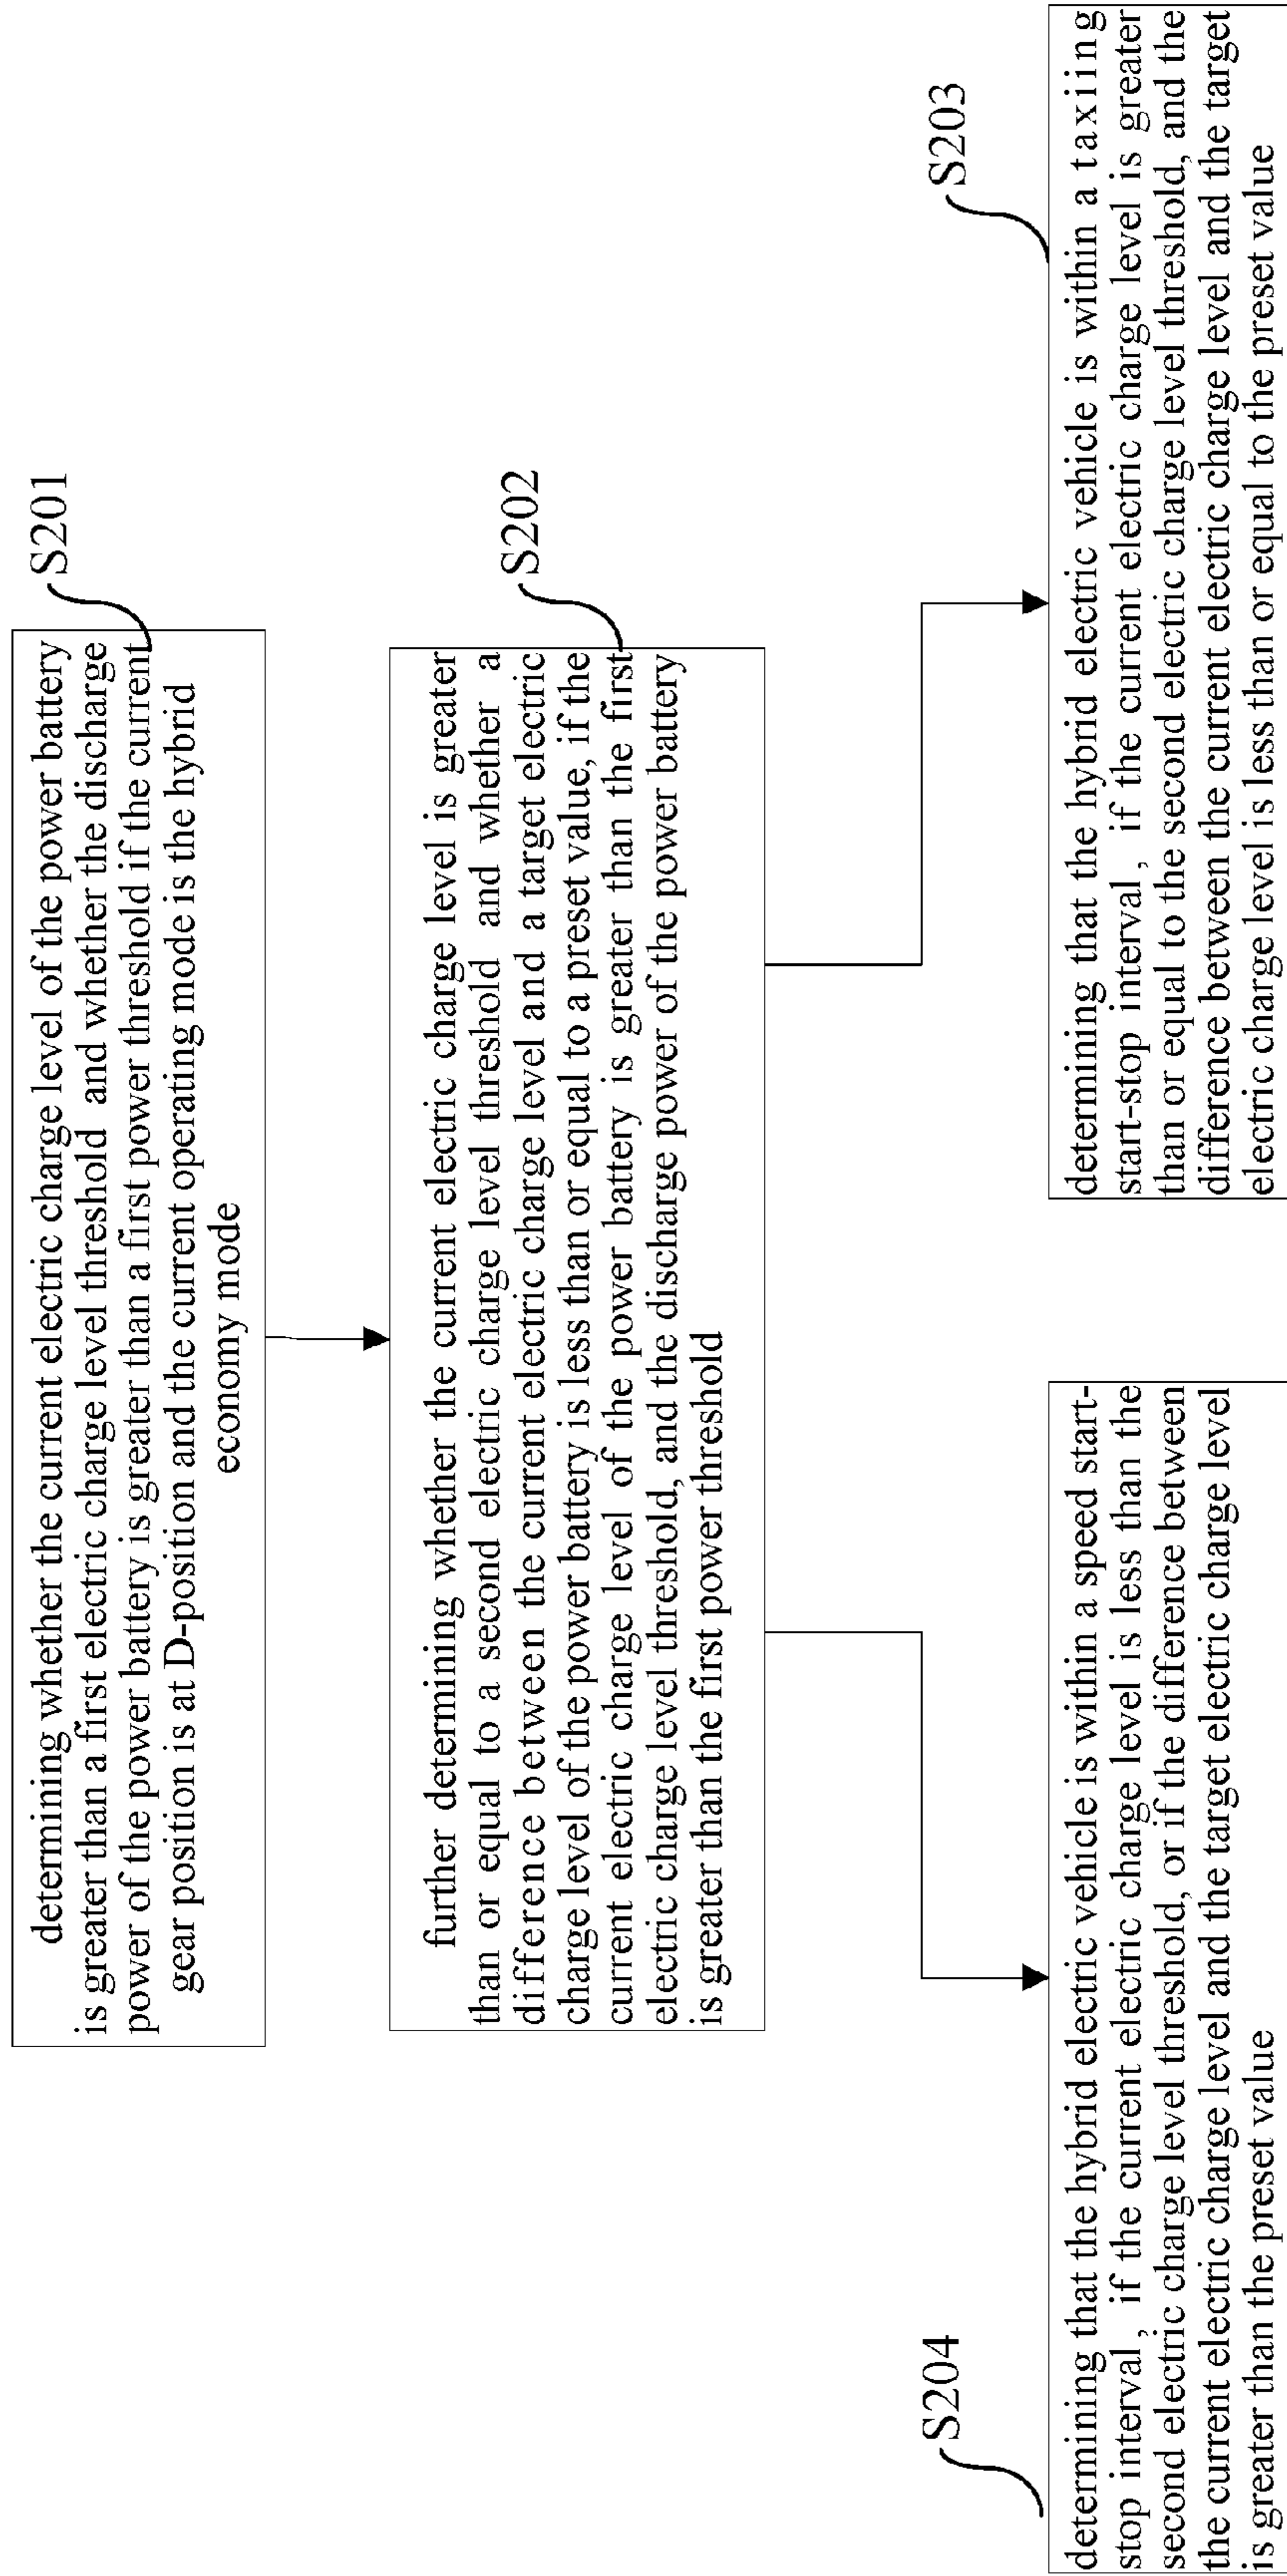 determining whether the current electric charge level of the power battery
is greater than a first electric charge level threshold and whether the discharge
power of the power battery is greater than a first power threshold if the current
gear position is at D-position and the current operating mode is the hybrid
economy mode
S201
further determining whether the current electric charge level is greater
than or equal to a second electric charge level threshold and whether a
difference between the current electric charge level and a target electric
charge level of the power battery is less than or equal to a preset value, if the
current electric charge level of the power battery is greater than the first
electric charge level threshold, and the discharge power of the power battery
is greater than the first power threshold
S202
S204
determining that the hybrid electric vehicle is within a speed start-
stop interval, if the current electric charge level is less than the
second electric charge level threshold, or if the difference between
the current electric charge level and the target electric charge level
is greater than the preset value
S203
determining that the hybrid electric vehicle is within a taxiing
start-stop interval, if the current electric charge level is greater
than or equal to the second electric charge level threshold, and the
difference between the current electric charge level and the target
electric charge level is less than or equal to the preset value